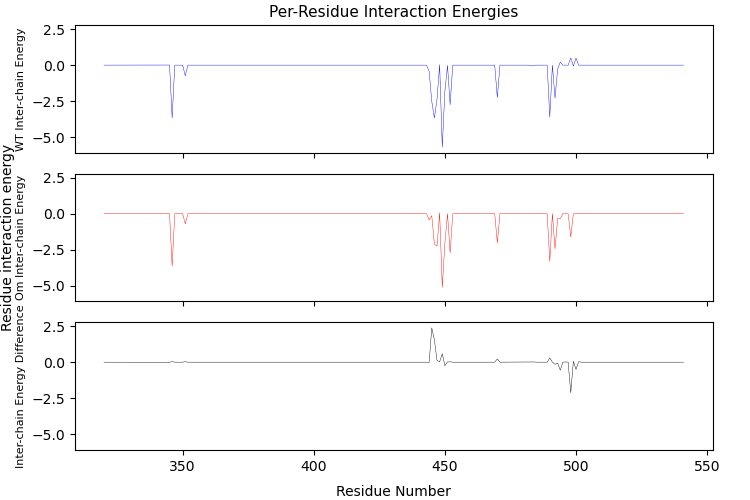 Per-Residue Interaction Energies
Residue interaction energy
WT Inter-chain Energy
2.5
0.0
−2.5
−5.0
Om Inter-chain Energy
2.5
0.0
−2.5
−5.0
Inter-chain Energy Difference
2.5
0.0
−2.5
−5.0
350 400 450 500 550
Residue Number